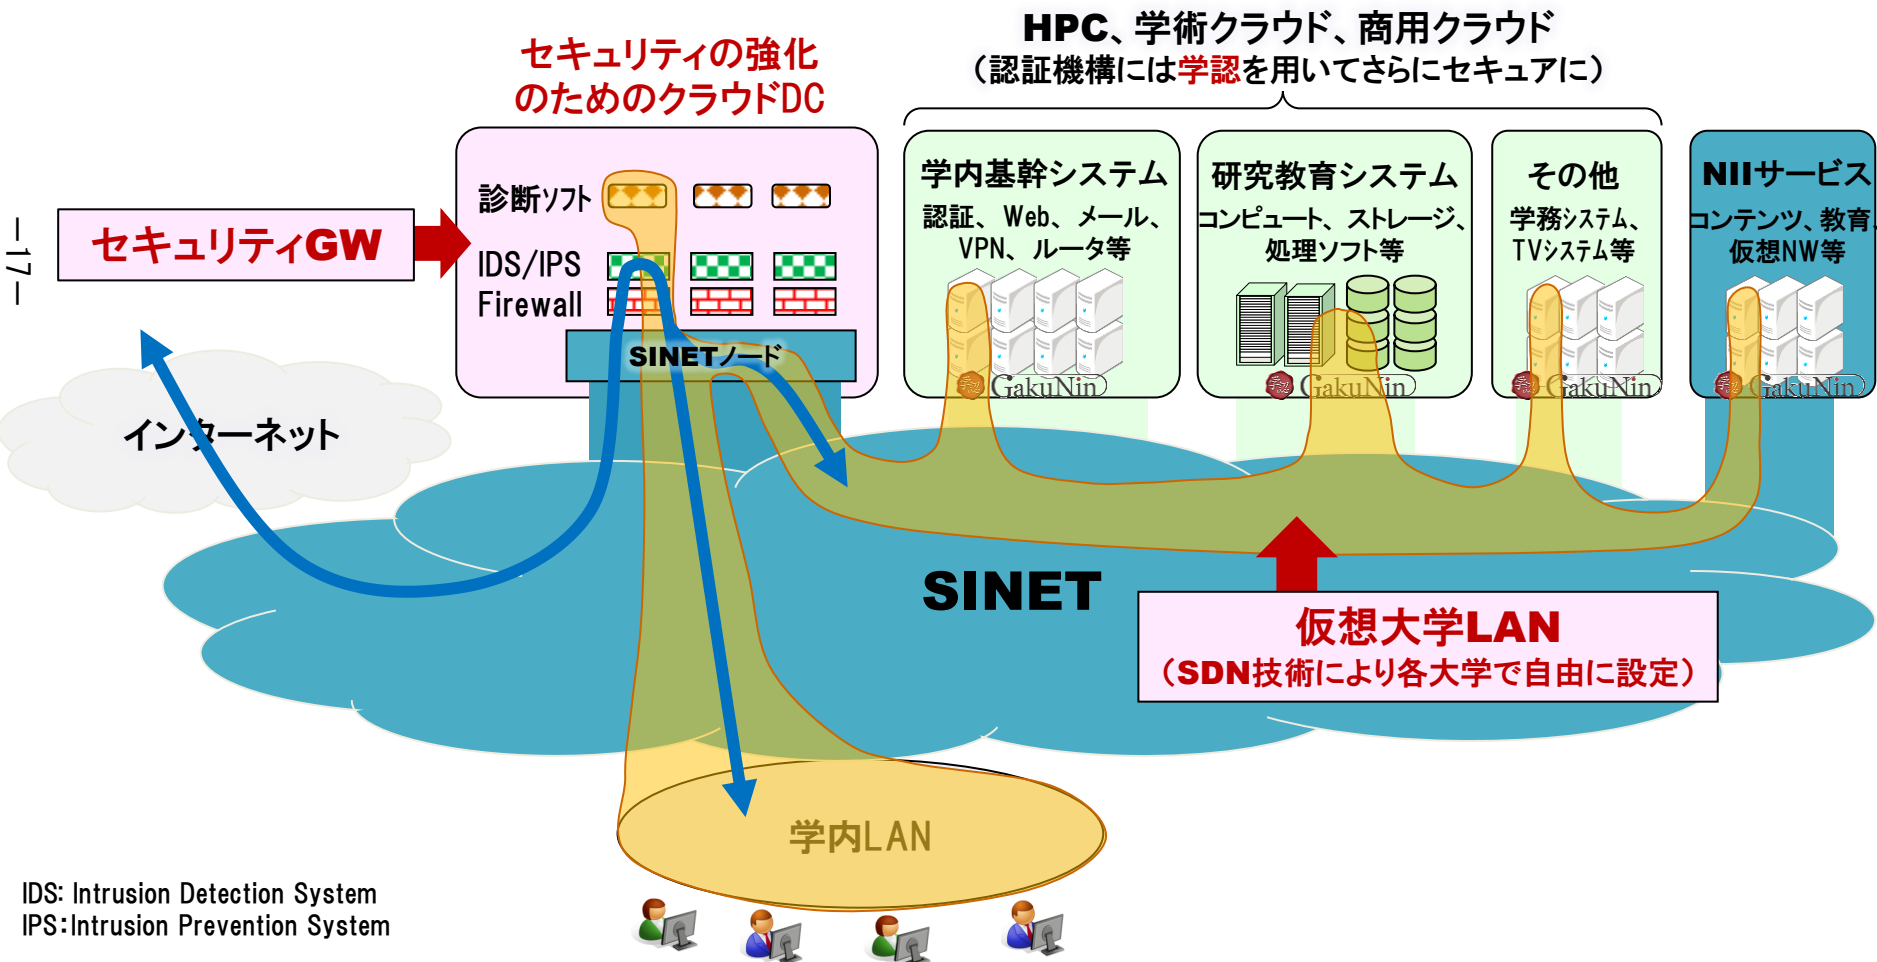 HPC、学術クラウド、商用クラウド
（認証機構には学認を用いてさらにセキュアに）
セキュリティの強化
のためのクラウドDC
－17－
セキュリティGW
診断ソフト
IDS/IPS
Firewall
SINETノード
学内基幹システム
認証、Web、メール、
VPN、ルータ等
GakuNin
研究教育システム
コンピュート、ストレージ、
処理ソフト等
GakuNin
その他
学務システム、
TVシステム等
GakuNin
NIIサービス
コンテンツ、教育、
仮想NW等
GakuNin
インターネット
SINET
仮想大学LAN
（SDN技術により各大学で自由に設定）
学内LAN
IDS: Intrusion Detection System
IPS：Intrusion Prevention System